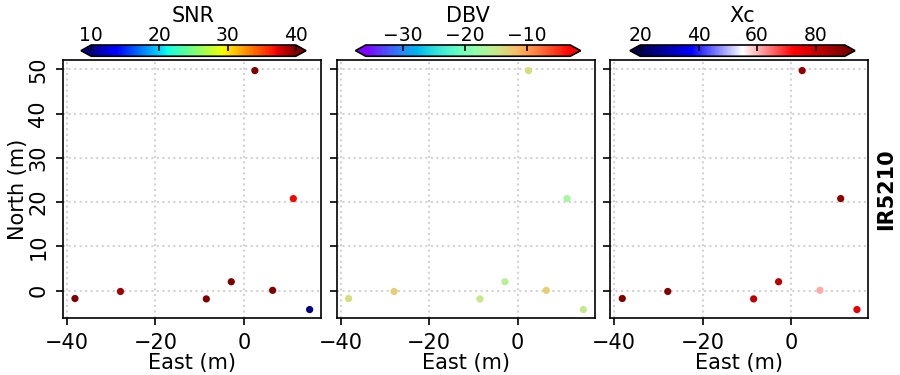 SNR DBV Xc
10 20 30 40 −30 −20 −10 20 40 60 80
50
40
30
20
10
0
North (m)
IR5210
−40 −20 0 −40 −20 0 −40 −20 0
East (m) East (m) East (m)